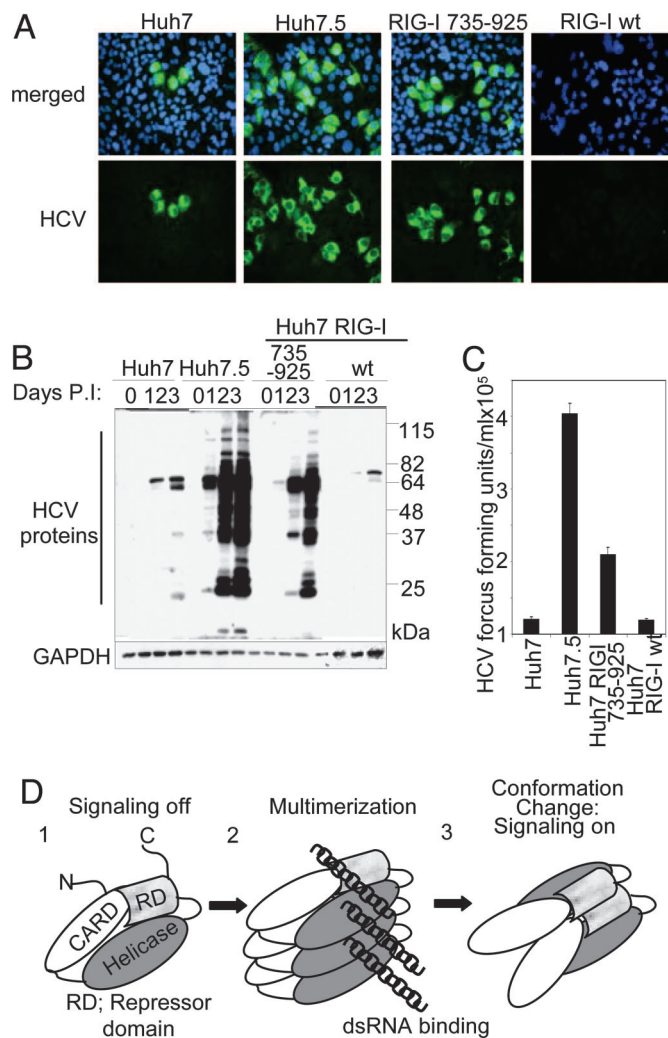 A
Huh7 Huh7.5 RIG-I 735-925 RIG-I wt
merged
HCV
B
Huh7 RIG-I
Huh7 Huh7.5 735 -925 wt
Days P.I: 0 123 0123 0123 0123
HCV proteins
115
82
64
48
37
25
kDa
GAPDH
C
HCV forcus forming units/mlx10⁵
4
3
2
1
Huh7
Huh7.5
Huh7 RIGI
735-925
Huh7
RIG-I wt
D
Signaling off
1
N
C
CARD
RD
Helicase
RD; Repressor
domain
Multimerization
2
dsRNA binding
Conformation
Change:
Signaling on
3